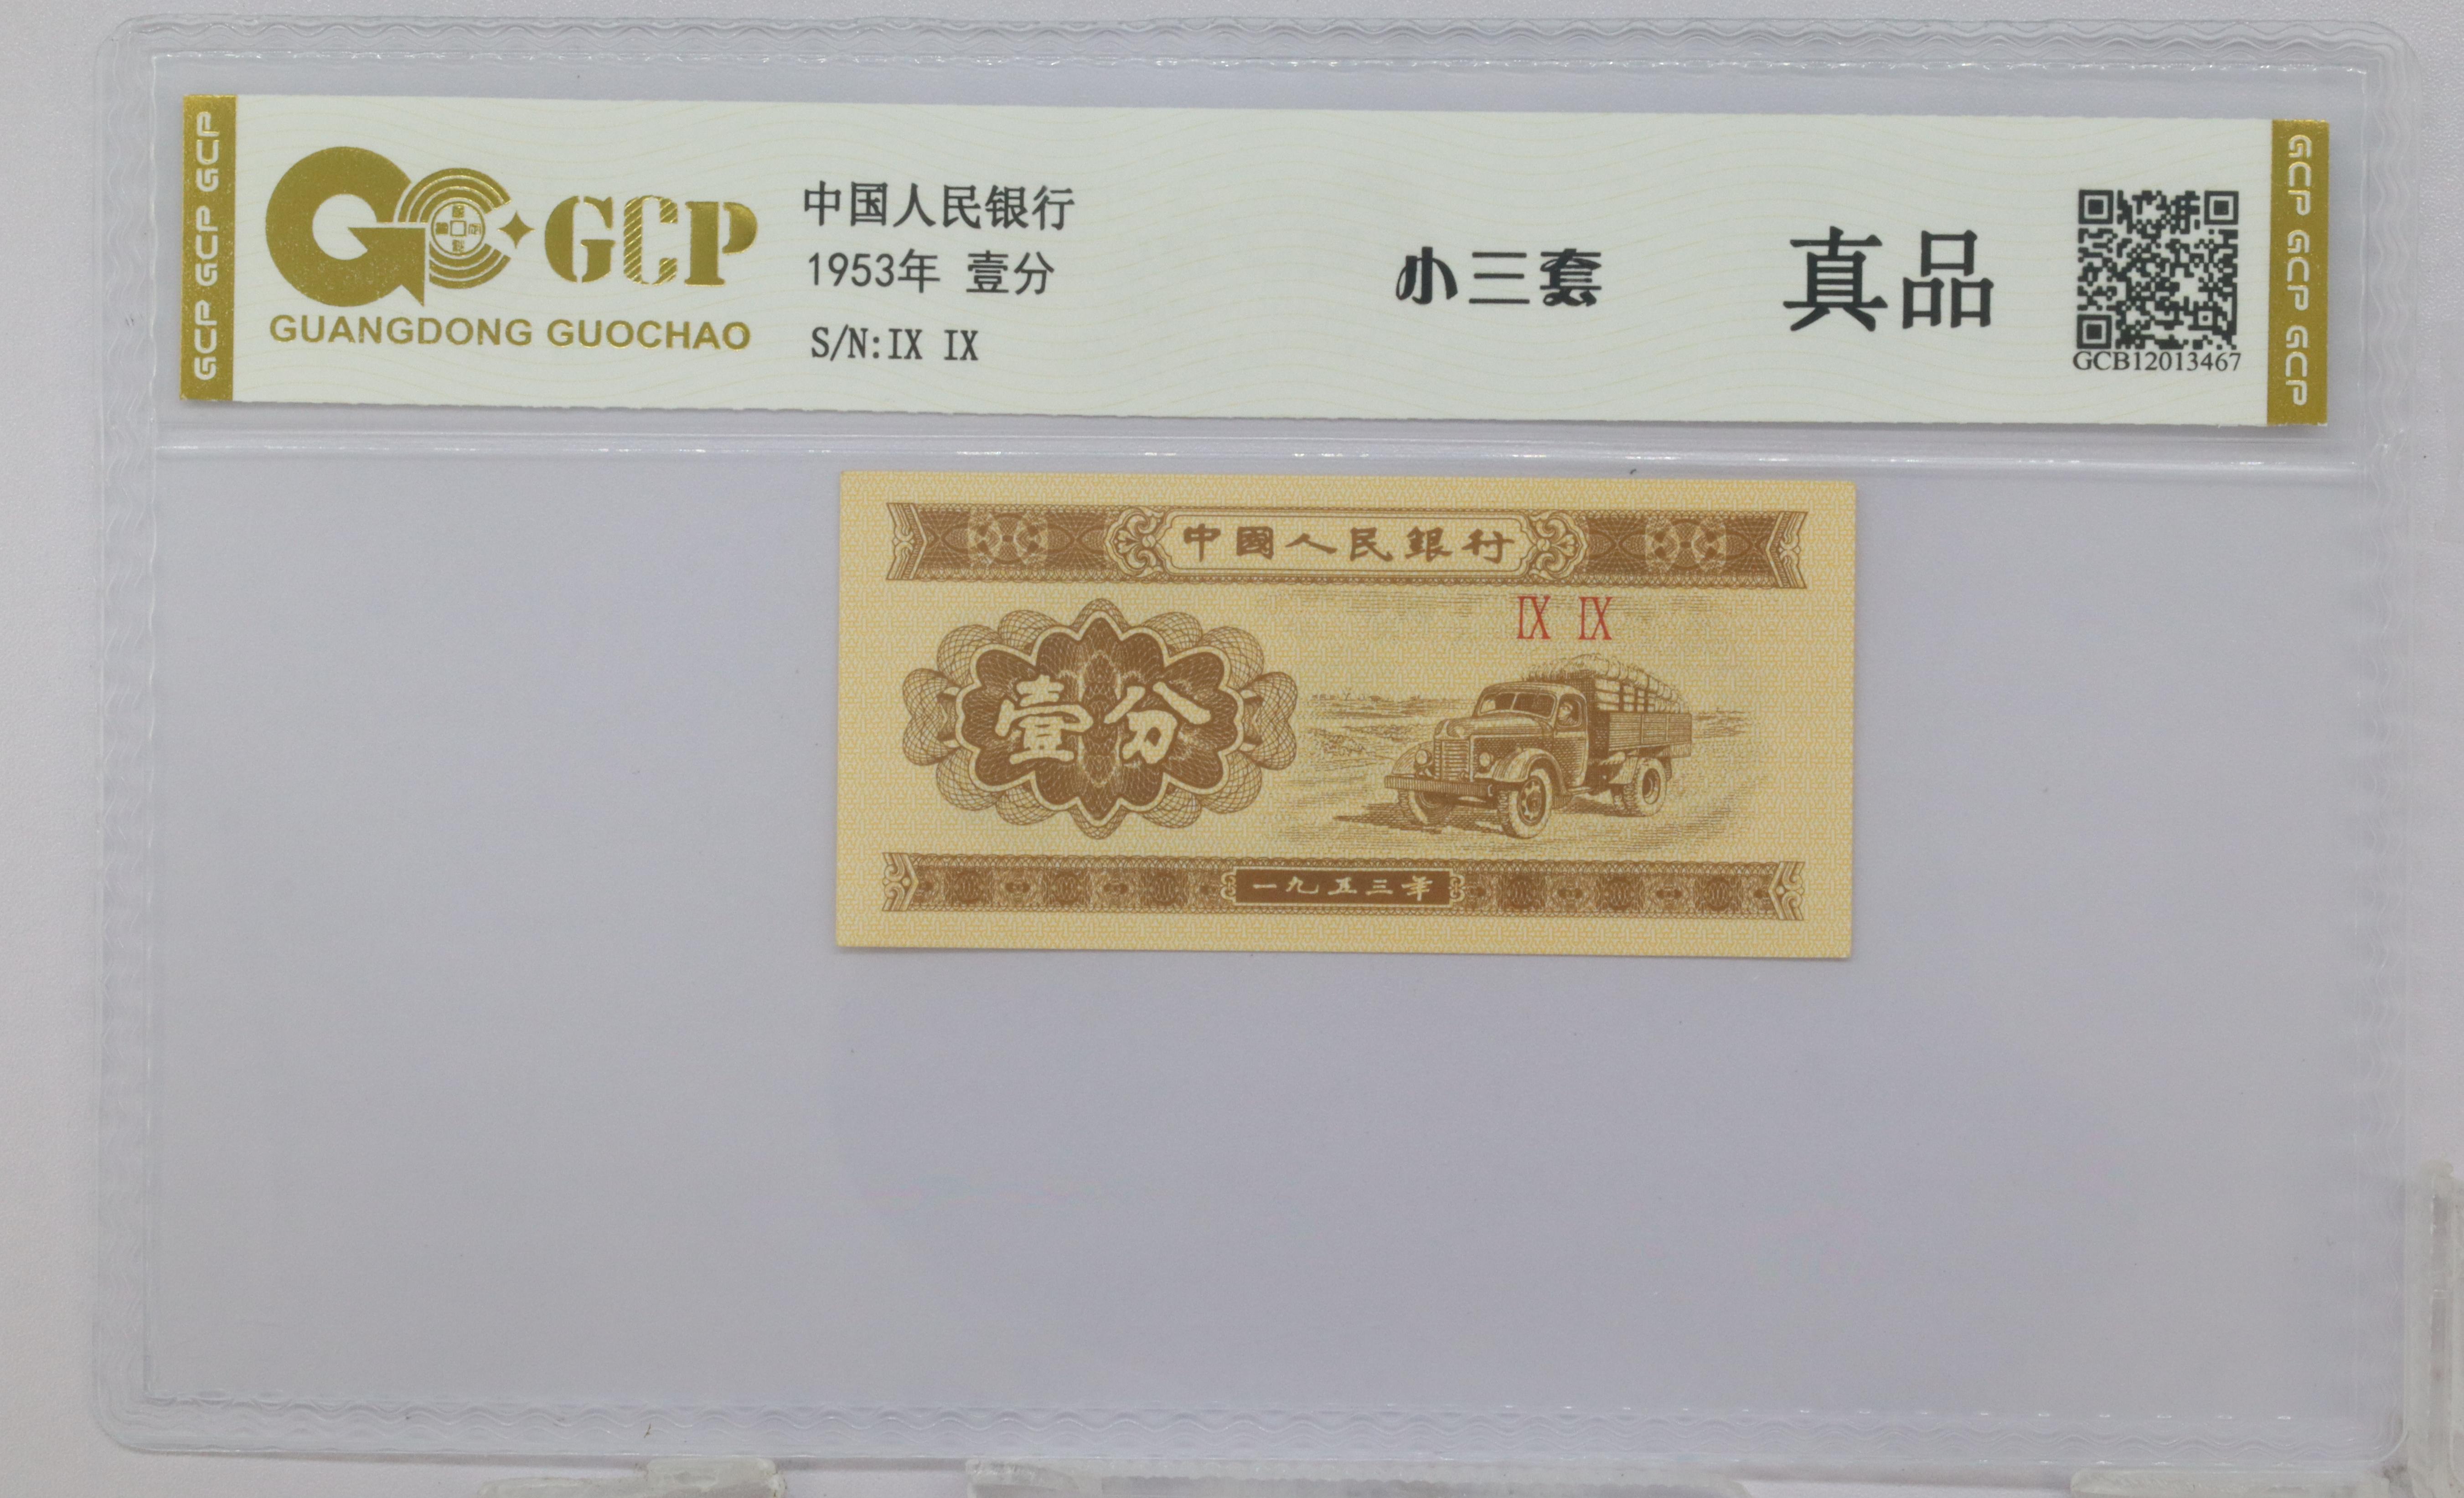 GCP GCP GCP
GCP
GUANGDONG GUOCHAO
中国人民银行
1953年 壹分
S/N:IX IX
小三套
真品
GCB12013467
GCP GCP GCP
中國人民銀行
IX IX
壹分
一九五三年